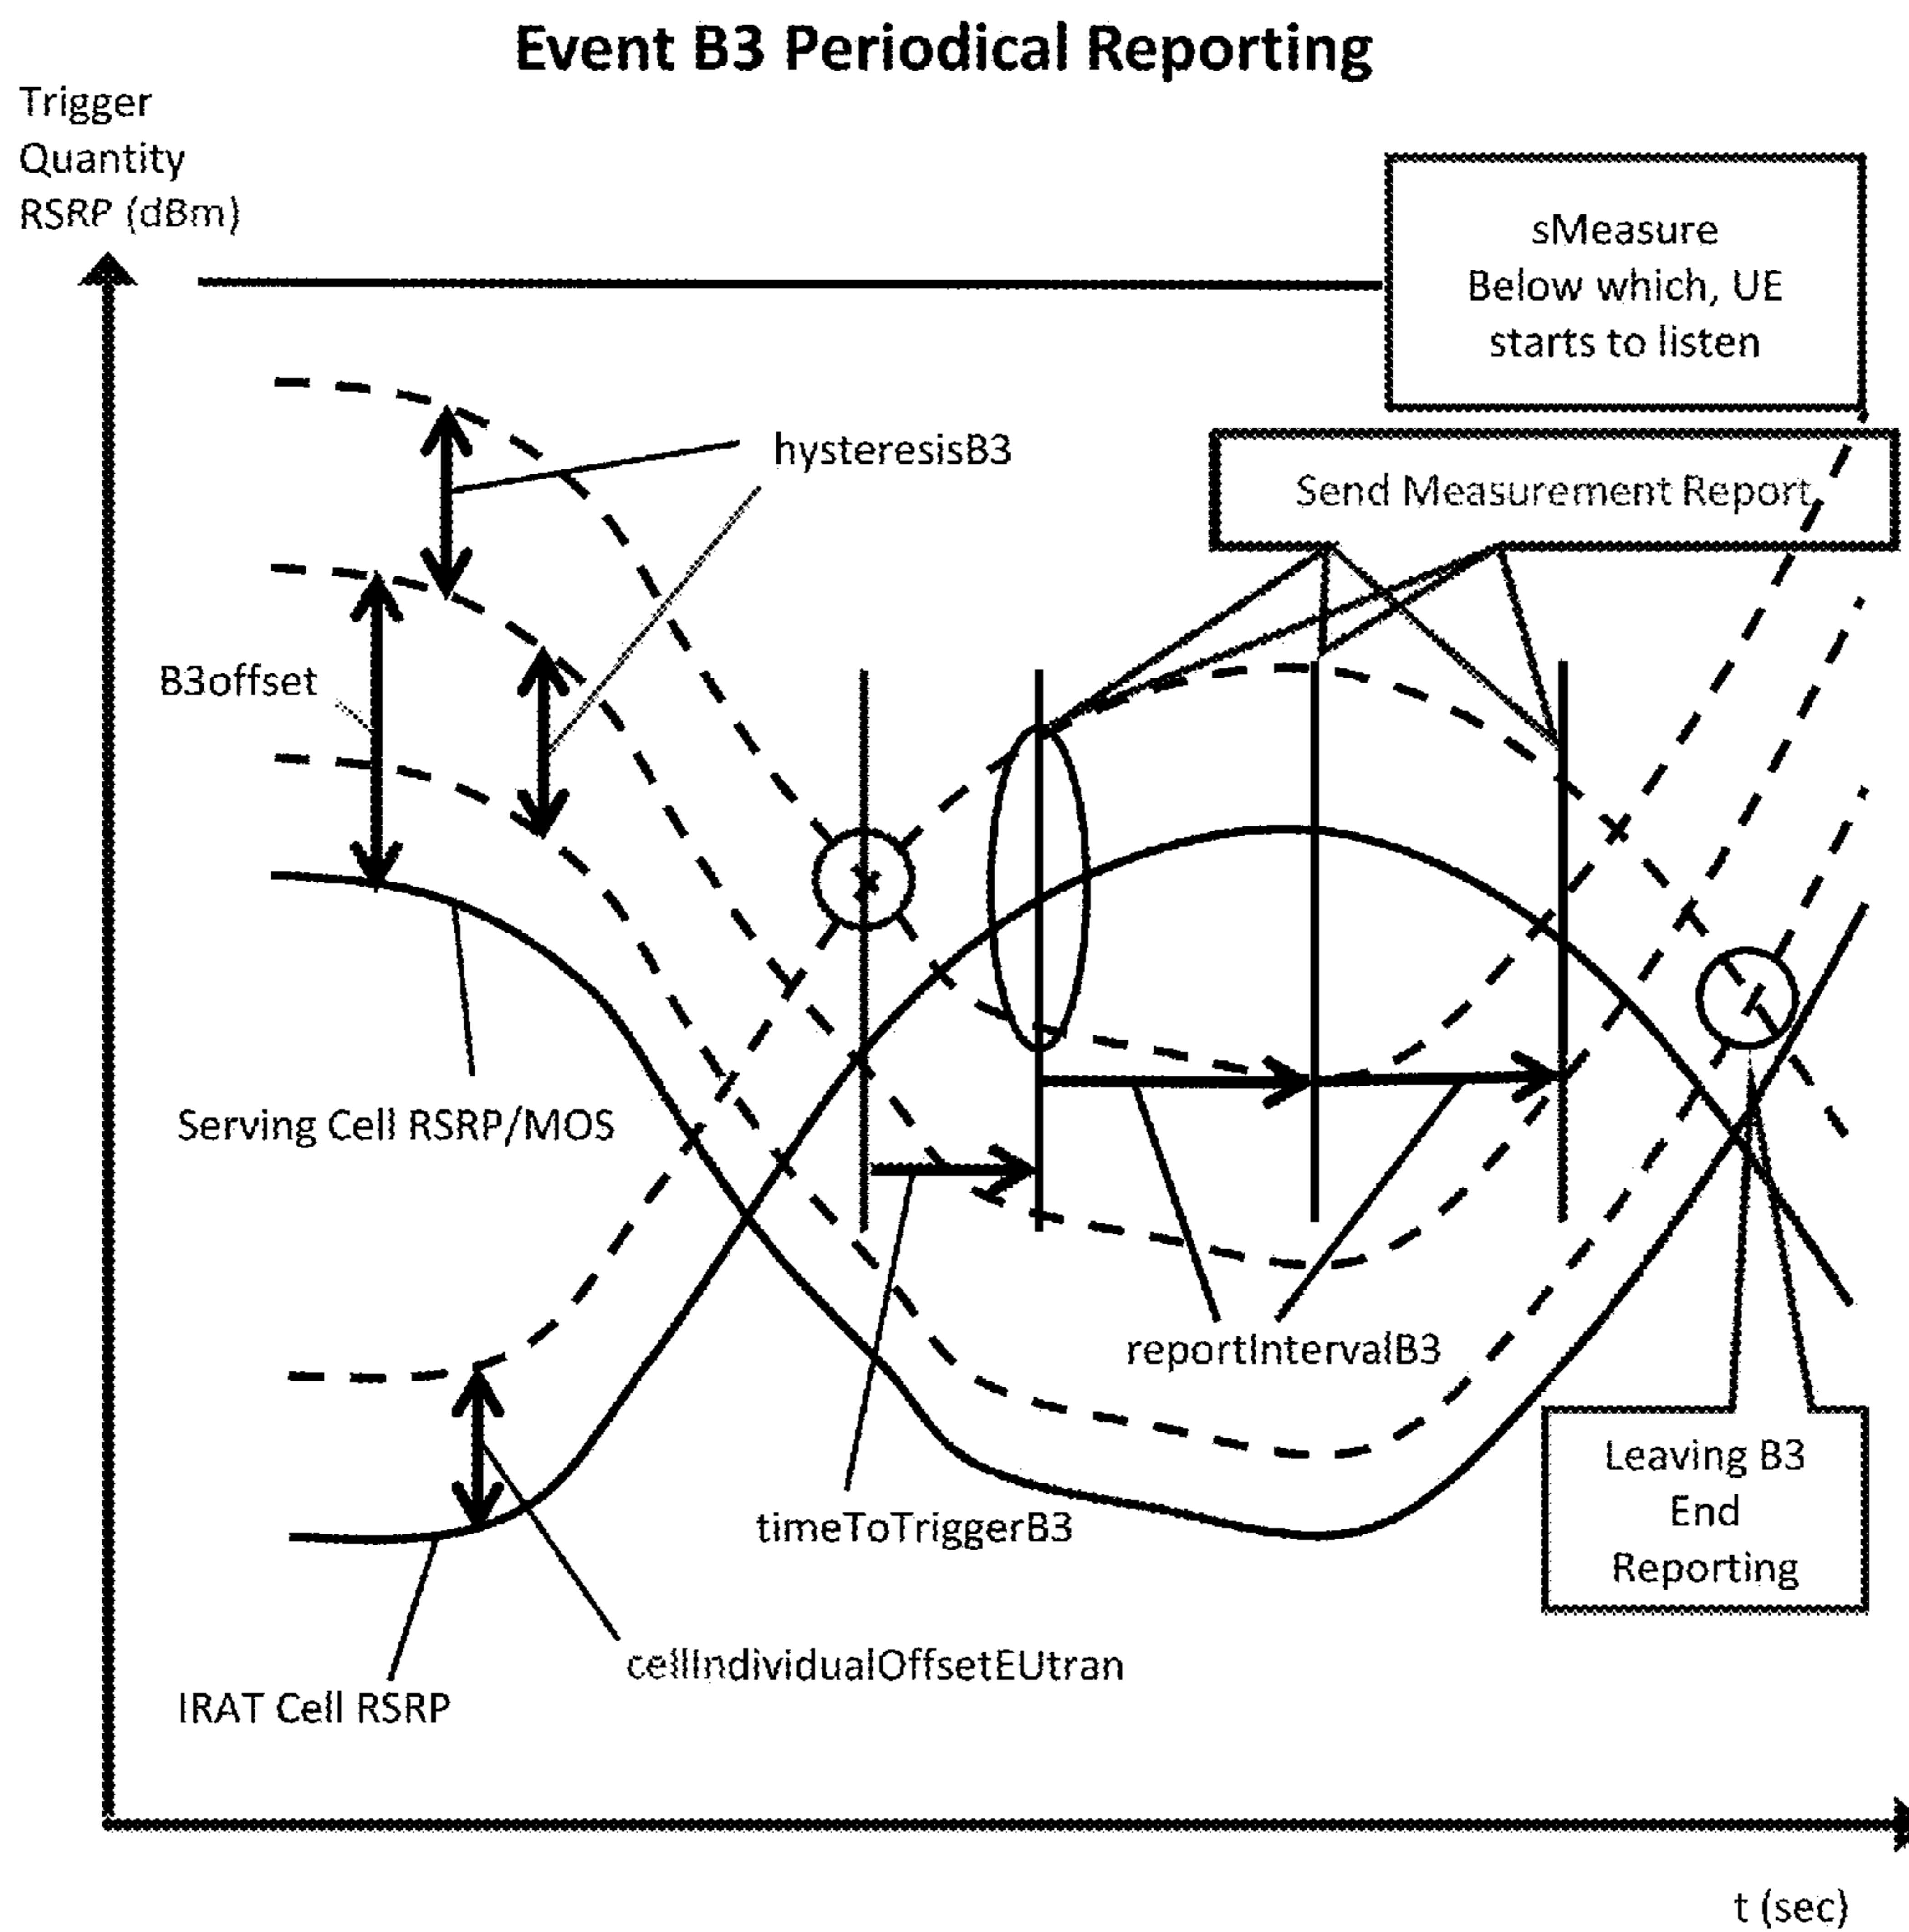 Event B3 Periodical Reporting
Trigger
Quantity
RSRP (dBm)
sMeasure
Below which, UE
starts to listen
hysteresisB3
Send Measurement Report
B3offset
Serving Cell RSRP/MOS
reportIntervalB3
Leaving B3
End
Reporting
timeToTriggerB3
cellIndividualOffsetEUtran
IRAT Cell RSRP
t (sec)